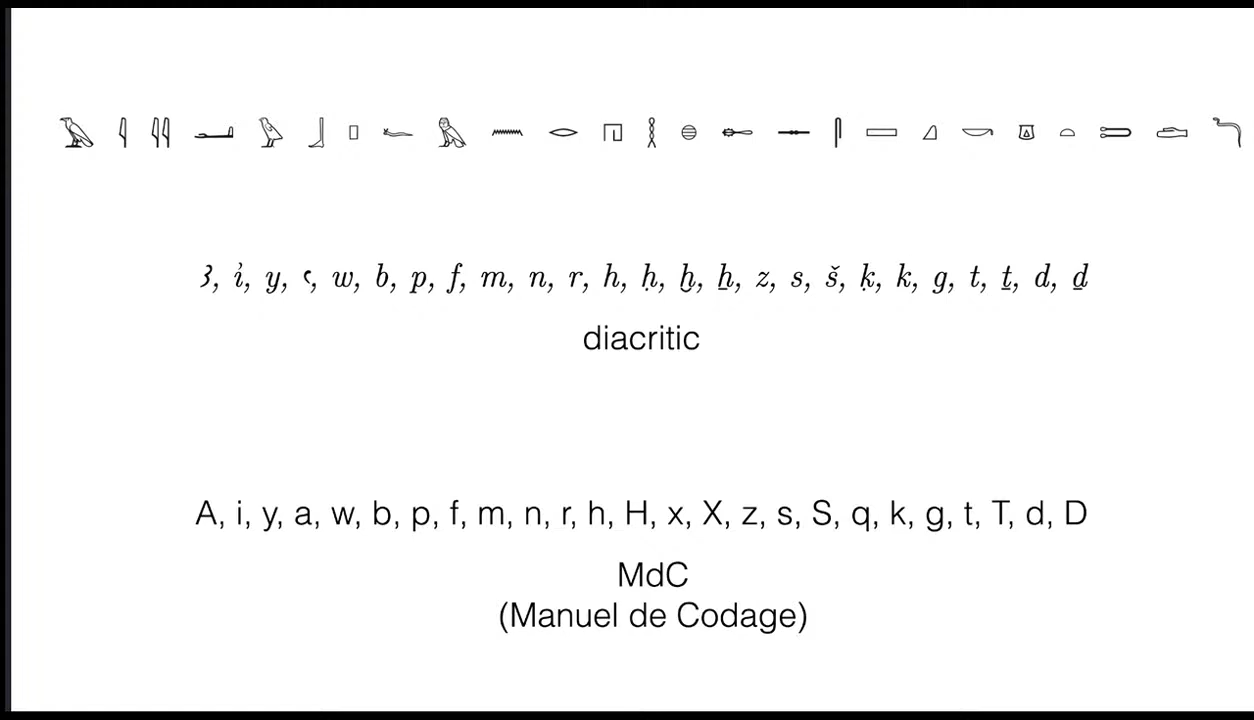 𓄿 𓇋 𓇌 𓂝 𓅱 𓃀 𓊪 𓆑 𓅓 𓈖 𓂋 𓉔 𓎛 𓐍 𓄡 𓊃 𓋴 𓈙 𓈎 𓎡 𓎼 𓏏 𓍿 𓂧 𓆓
ꜣ, ỉ, y, ꜥ, w, b, p, f, m, n, r, h, ḥ, ḫ, ẖ, z, s, š, ḳ, k, g, t, ṯ, d, ḏ
diacritic
A, i, y, a, w, b, p, f, m, n, r, h, H, x, X, z, s, S, q, k, g, t, T, d, D
MdC
(Manuel de Codage)